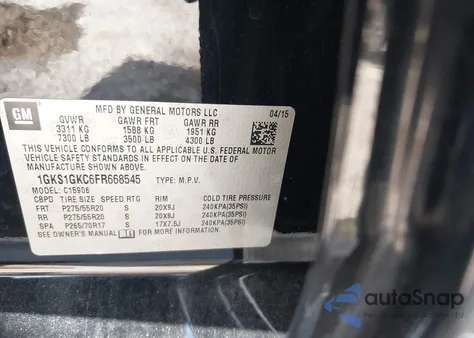 GM
MFD BY GENERAL MOTORS LLC 04/15
GVWR GAWR FRT GAWR RR
3311 KG 1588 KG 1951 KG
7300 LB 3500 LB 4300 LB
THIS VEHICLE CONFORMS TO ALL APPLICABLE U.S. FEDERAL MOTOR
VEHICLE SAFETY STANDARDS IN EFFECT ON THE DATE OF
MANUFACTURE SHOWN ABOVE.
1GKS1GKC6FR668545 TYPE: M.P.V.
MODEL: C15906
TIRE SIZE SPEED RTG RIM COLD TIRE PRESSURE
FRT P275/55R20 S 20X9J 240KPA(35PSI)
RR P275/55R20 S 20X9J 240KPA(35PSI)
SPA P265/70R17 S 17X7.5J 240KPA(35PSI)
SEE OWNER'S MANUAL FOR ADDITIONAL INFORMATION.
autoSnap